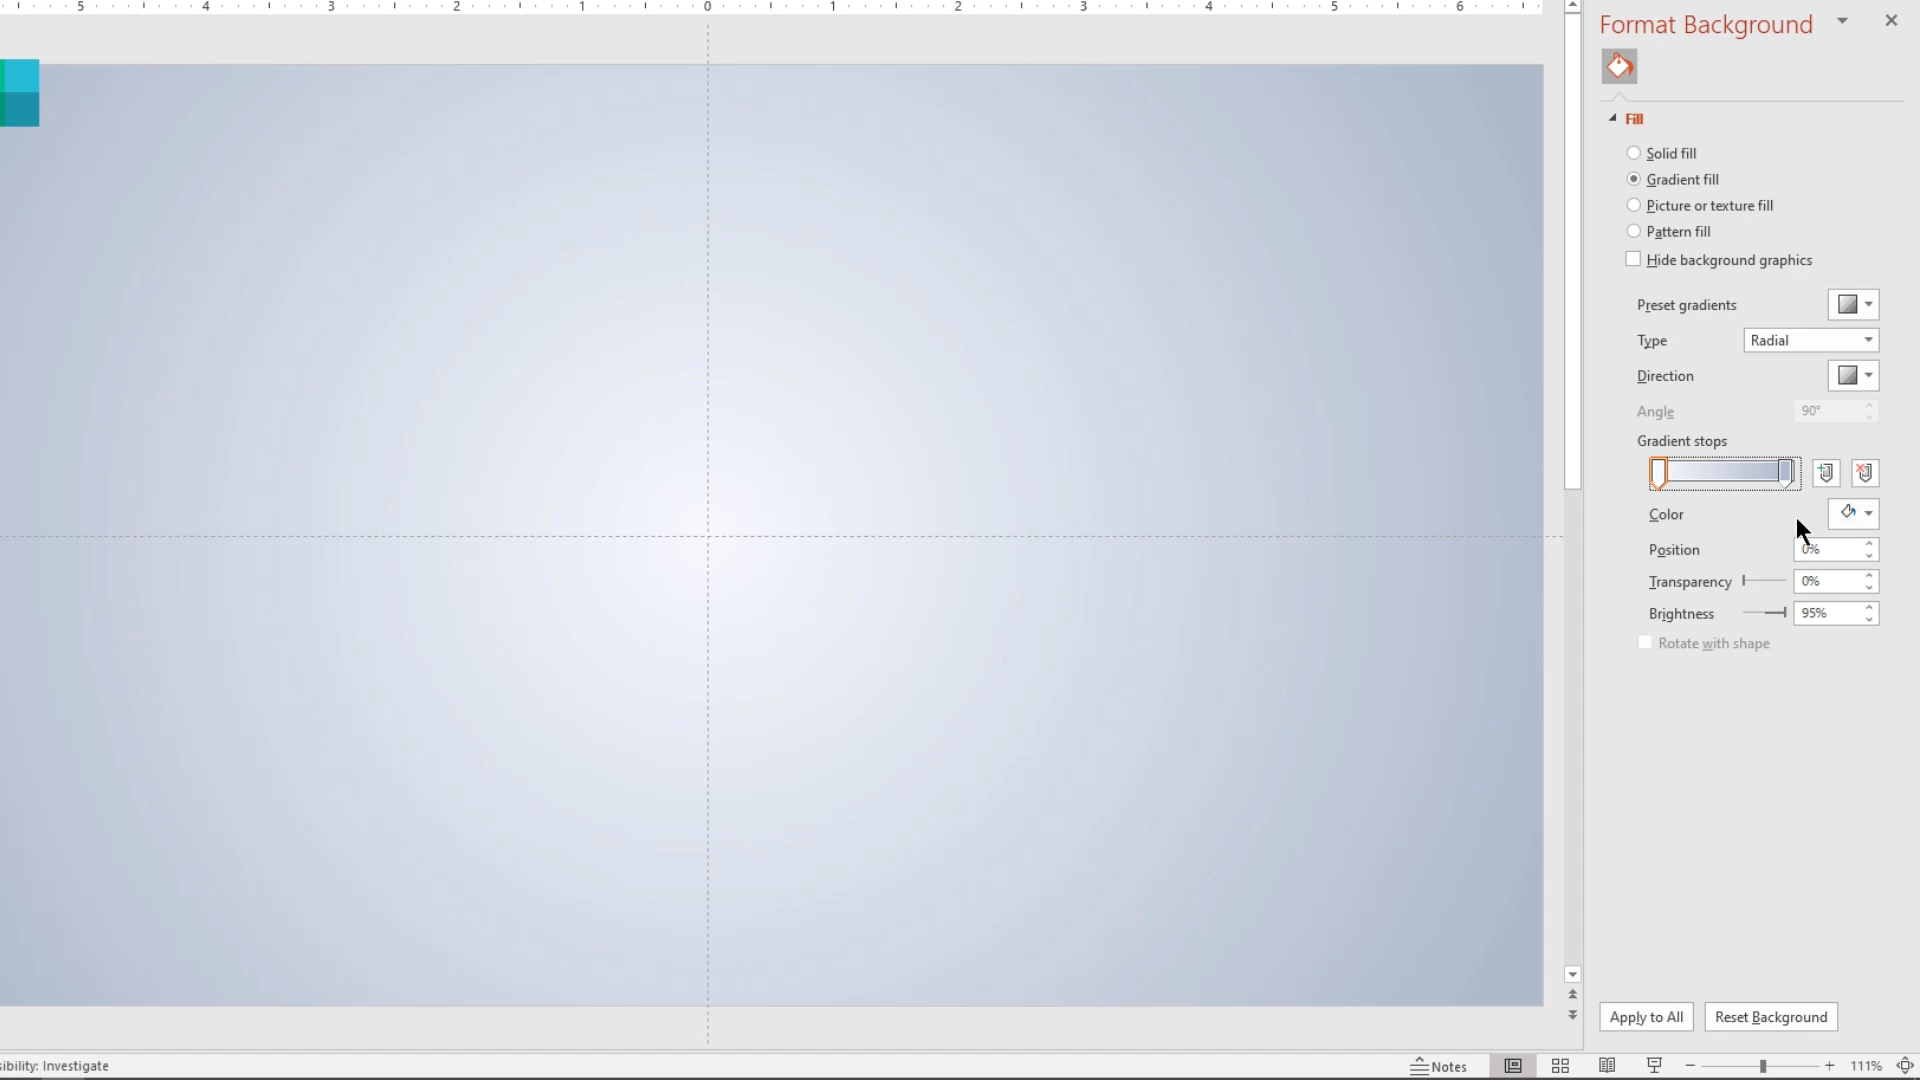 5 4 3 2 1 0 1 2 3 4 5 6
Format Background
Fill
Solid fill
Gradient fill
Picture or texture fill
Pattern fill
Hide background graphics
Preset gradients
Type Radial
Direction
Angle 90°
Gradient stops
Color
Position 0%
Transparency 0%
Brightness 95%
Rotate with shape
Apply to All Reset Background
sibility: Investigate Notes 111%